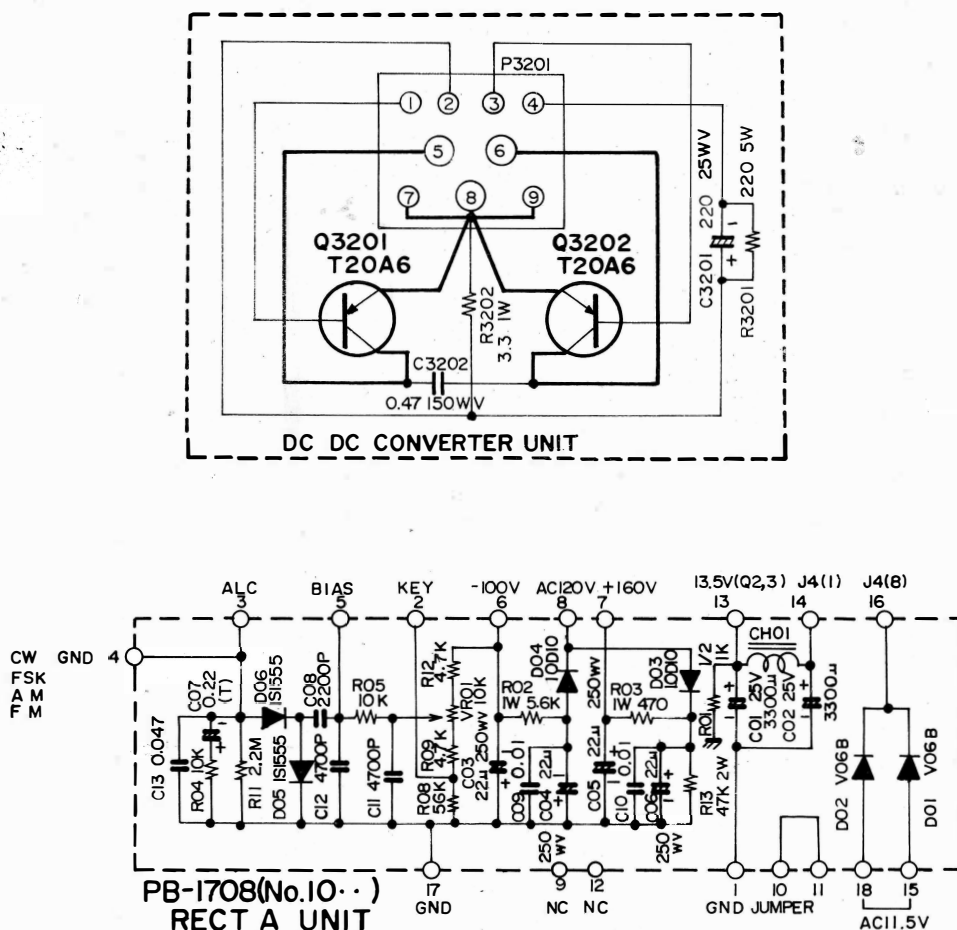 P3201
1 2 3 4
5 6
7 8 9
Q3201
T20A6
Q3202
T20A6
C3201 220 25WV
R3201
220 5W
R3202
3.3 1W
C3202
0.47 150WV
DC DC CONVERTER UNIT
ALC BIAS KEY -100V AC120V +160V 13.5V(Q2,3) J4(1) J4(8)
3 5 2 6 8 7 13 14 16
CW GND 4
FSK
A M
F M
C13 0.047
C07
0.22
(T)
R04
10K
R11 2.2M
D06
1S1555
D05 1S1555
C08
2200P
C12 4700P
R05
10K
C11 4700P
R12
4.7K
VR01
10K
R09
4.7K
R08
56K
C03
22μ 250WV
R02
1W 5.6K
C09 0.01
C04 22μ
250
WV
D04
10D10
C05 22μ
250WV
R03
1W 470
C10 0.01
C06 22μ
250
WV
D03
10D10
R13
47K 2W
R01
1/2
1K
CH01
C01 25V
3300μ
C02 25V
3300μ
D02 V06B
D01 V06B
17
GND
9
NC
12
NC
1
GND
10 11
JUMPER
18 15
AC11.5V
PB-1708(No.10··)
RECT A UNIT